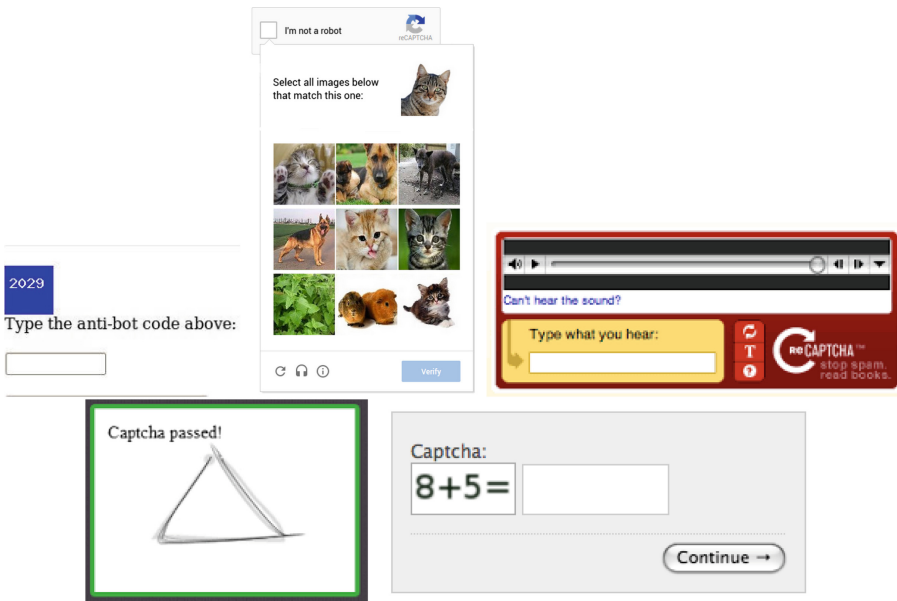 I'm not a robot
reCAPTCHA
Select all images below
that match this one:
Verify
2029
Type the anti-bot code above:
Can't hear the sound?
Type what you hear:
T
?
reCAPTCHA™
stop spam.
read books.
Captcha passed!
Captcha:
8+5=
Continue →